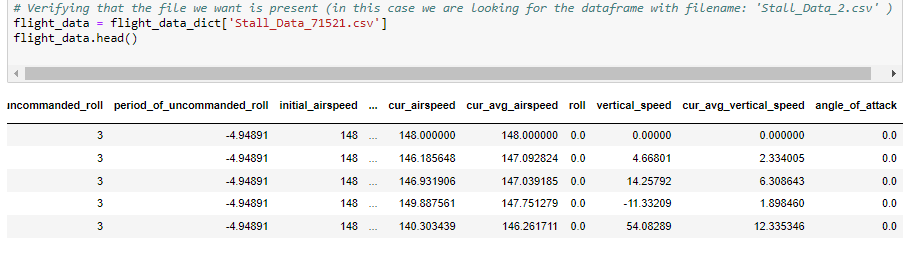 # Verifying that the file we want is present (in this case we are looking for the dataframe with filename: 'Stall_Data_2.csv' )
flight_data = flight_data_dict['Stall_Data_71521.csv']
flight_data.head()
uncommanded_roll period_of_uncommanded_roll initial_airspeed ... cur_airspeed cur_avg_airspeed roll vertical_speed cur_avg_vertical_speed angle_of_attack
3 -4.94891 148 ... 148.000000 148.000000 0.0 0.00000 0.000000 0.0
3 -4.94891 148 ... 146.185648 147.092824 0.0 4.66801 2.334005 0.0
3 -4.94891 148 ... 146.931906 147.039185 0.0 14.25792 6.308643 0.0
3 -4.94891 148 ... 149.887561 147.751279 0.0 -11.33209 1.898460 0.0
3 -4.94891 148 ... 140.303439 146.261711 0.0 54.08289 12.335346 0.0